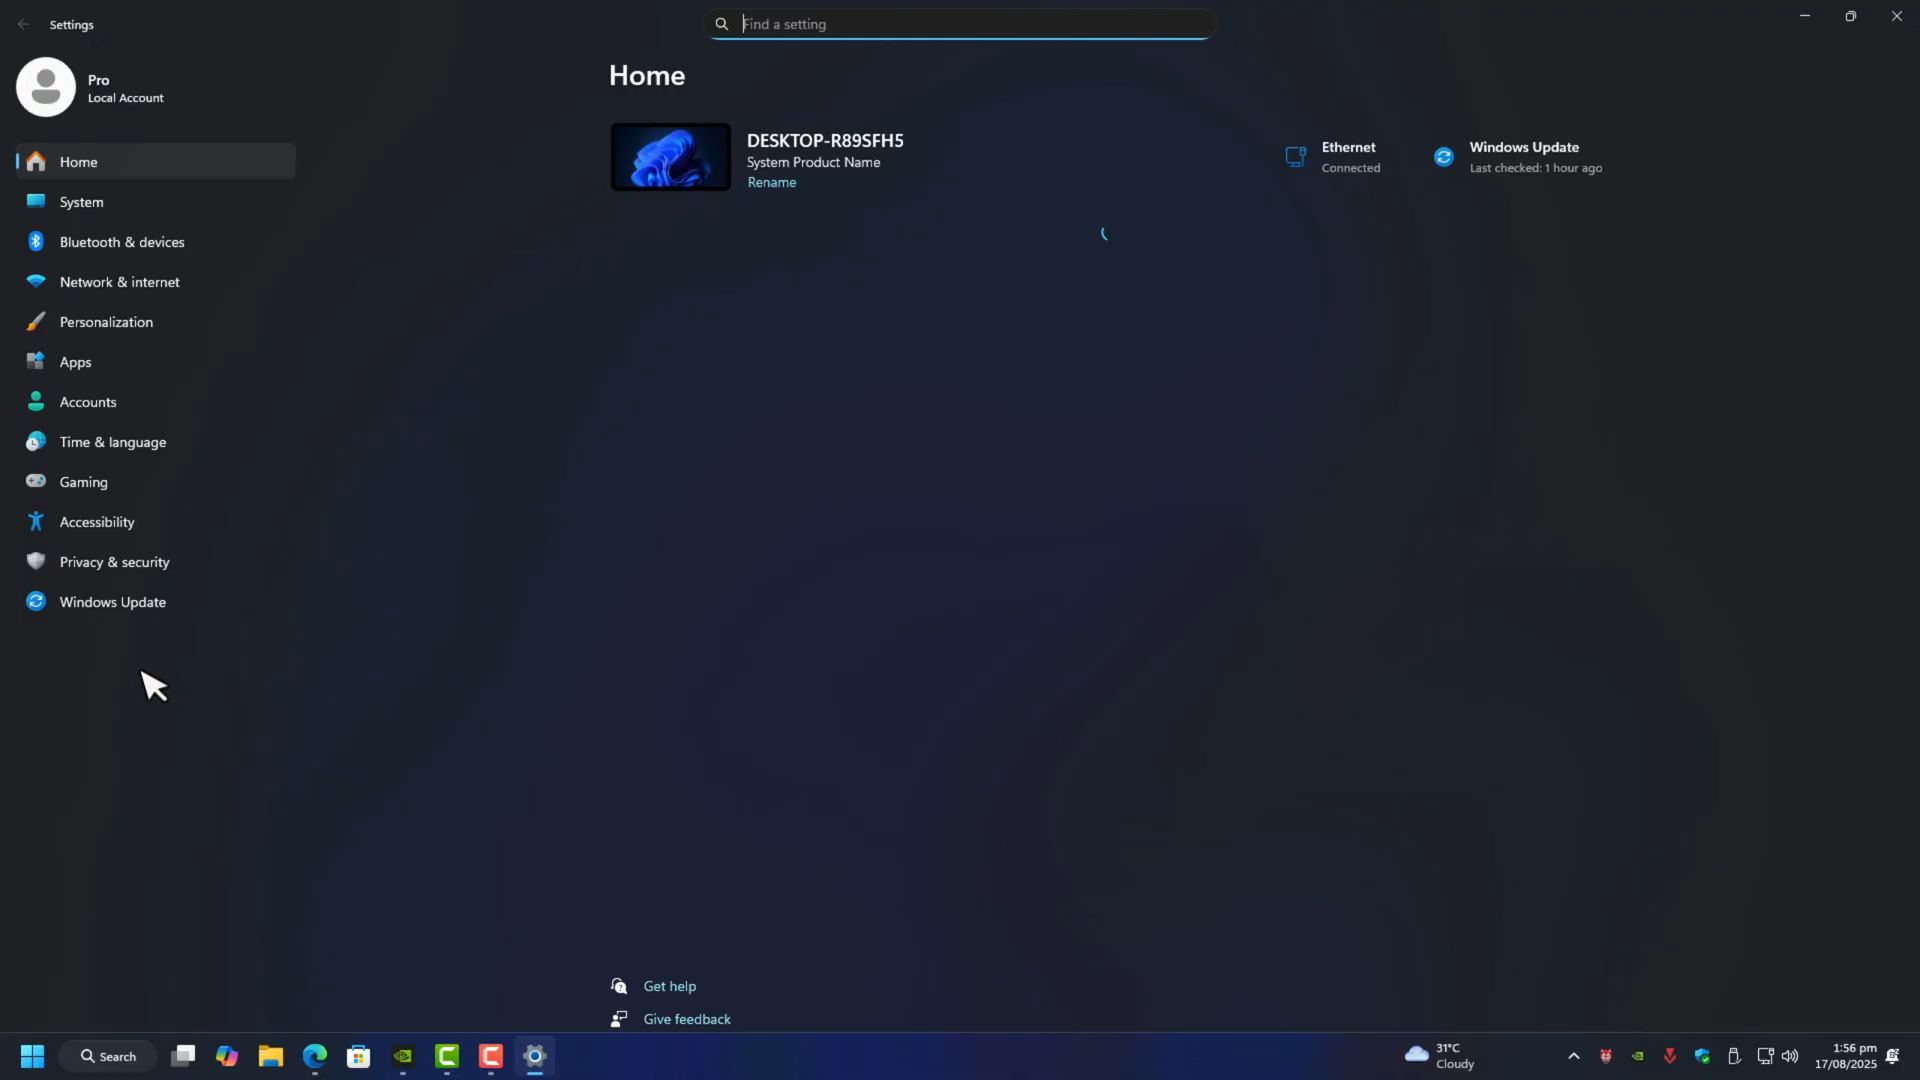 Settings
Find a setting
Pro
Local Account
Home
System
Bluetooth & devices
Network & internet
Personalization
Apps
Accounts
Time & language
Gaming
Accessibility
Privacy & security
Windows Update
Home
DESKTOP-R89SFH5
System Product Name
Rename
Ethernet
Connected
Windows Update
Last checked: 1 hour ago
Get help
Give feedback
Search
31°C
Cloudy
1:56 pm
17/08/2025